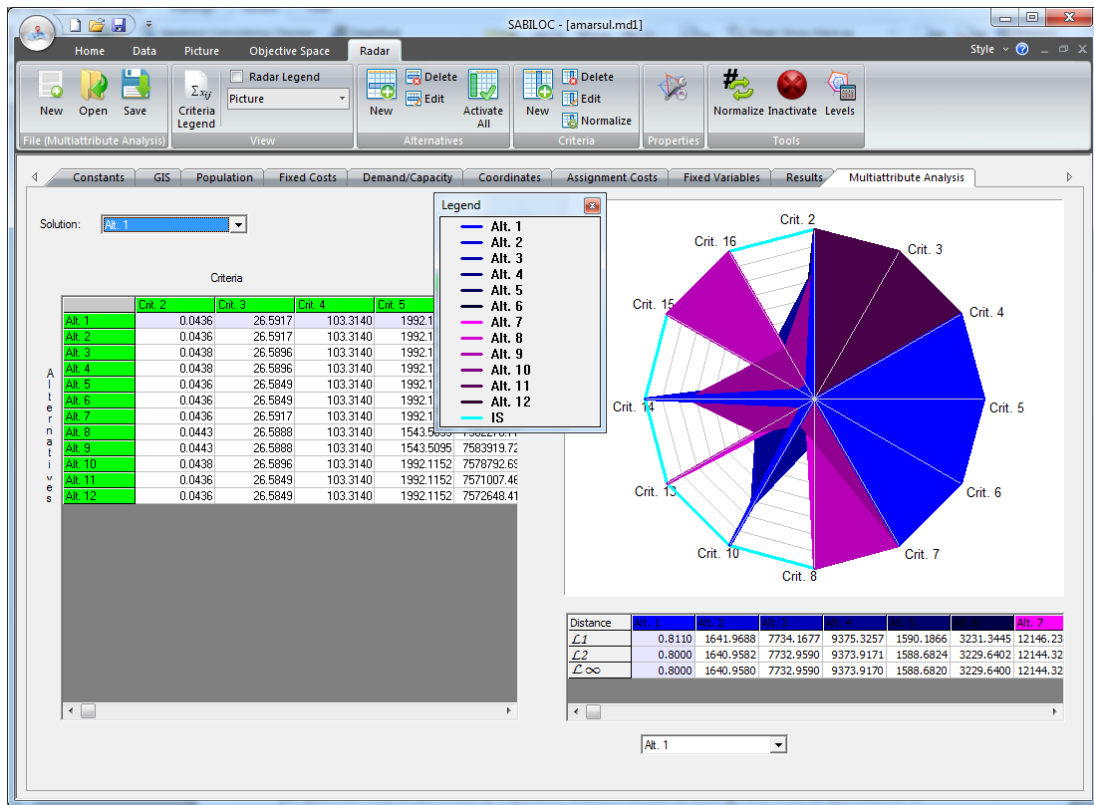 SABILOC - [amarsul.md1]
Home Data Picture Objective Space Radar Style
New Open Save
File (Multiattribute Analysis)
Σxij
Criteria Legend
Radar Legend
Picture
View
New Delete Edit Activate All
Alternatives
New Delete Edit Normalize
Criteria
Properties
Normalize Inactivate Levels
Tools
Constants GIS Population Fixed Costs Demand/Capacity Coordinates Assignment Costs Fixed Variables Results Multiattribute Analysis
Solution: Alt. 1
Criteria
Alternatives
Crit. 2 Crit. 3 Crit. 4 Crit. 5
Alt. 1 0.0436 26.5917 103.3140 1992.1
Alt. 2 0.0436 26.5917 103.3140 1992.1
Alt. 3 0.0438 26.5896 103.3140 1992.1
Alt. 4 0.0438 26.5896 103.3140 1992.1
Alt. 5 0.0436 26.5849 103.3140 1992.1
Alt. 6 0.0436 26.5849 103.3140 1992.1
Alt. 7 0.0436 26.5917 103.3140 1992.1
Alt. 8 0.0443 26.5888 103.3140
Alt. 9 0.0443 26.5888 103.3140 1543.5095 7583919.72
Alt. 10 0.0438 26.5896 103.3140 1992.1152 7578792.69
Alt. 11 0.0436 26.5849 103.3140 1992.1152 7571007.46
Alt. 12 0.0436 26.5849 103.3140 1992.1152 7572648.41
Legend
Alt. 1
Alt. 2
Alt. 3
Alt. 4
Alt. 5
Alt. 6
Alt. 7
Alt. 8
Alt. 9
Alt. 10
Alt. 11
Alt. 12
IS
Crit. 2
Crit. 3
Crit. 4
Crit. 5
Crit. 6
Crit. 7
Crit. 8
Crit. 10
Crit. 13
Crit. 14
Crit. 15
Crit. 16
Distance Alt. 1 Alt. 2 Alt. 3 Alt. 4 Alt. 7
L1 0.8110 1641.9688 7734.1677 9375.3257 1590.1866 3231.3445 12146.23
L2 0.8000 1640.9582 7732.9590 9373.9171 1588.6824 3229.6402 12144.32
L∞ 0.8000 1640.9580 7732.9590 9373.9170 1588.6820 3229.6400 12144.32
Alt. 1